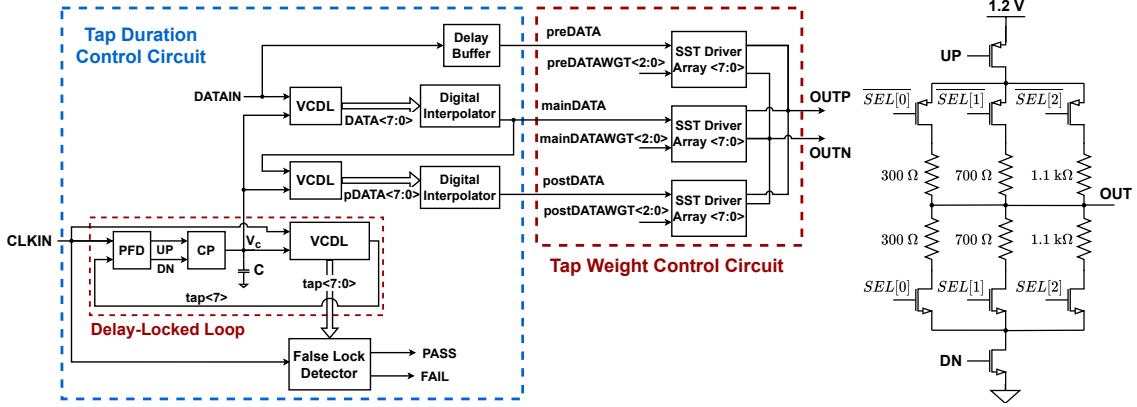 Tap Duration
Control Circuit
Delay
Buffer
DATAIN
VCDL
DATA<7:0>
Digital
Interpolator
VCDL
pDATA<7:0>
Digital
Interpolator
CLKIN
PFD
UP
DN
CP
Vc
C
VCDL
tap<7:0>
tap<7>
Delay-Locked Loop
False Lock
Detector
PASS
FAIL
preDATA
preDATAWGT<2:0>
SST Driver
Array <7:0>
mainDATA
mainDATAWGT<2:0>
SST Driver
Array <7:0>
postDATA
postDATAWGT<2:0>
SST Driver
Array <7:0>
OUTP
OUTN
Tap Weight Control Circuit
1.2 V
UP
SEL[0] SEL[1] SEL[2]
300 Ω 700 Ω 1.1 kΩ
OUT
300 Ω 700 Ω 1.1 kΩ
SEL[0] SEL[1] SEL[2]
DN